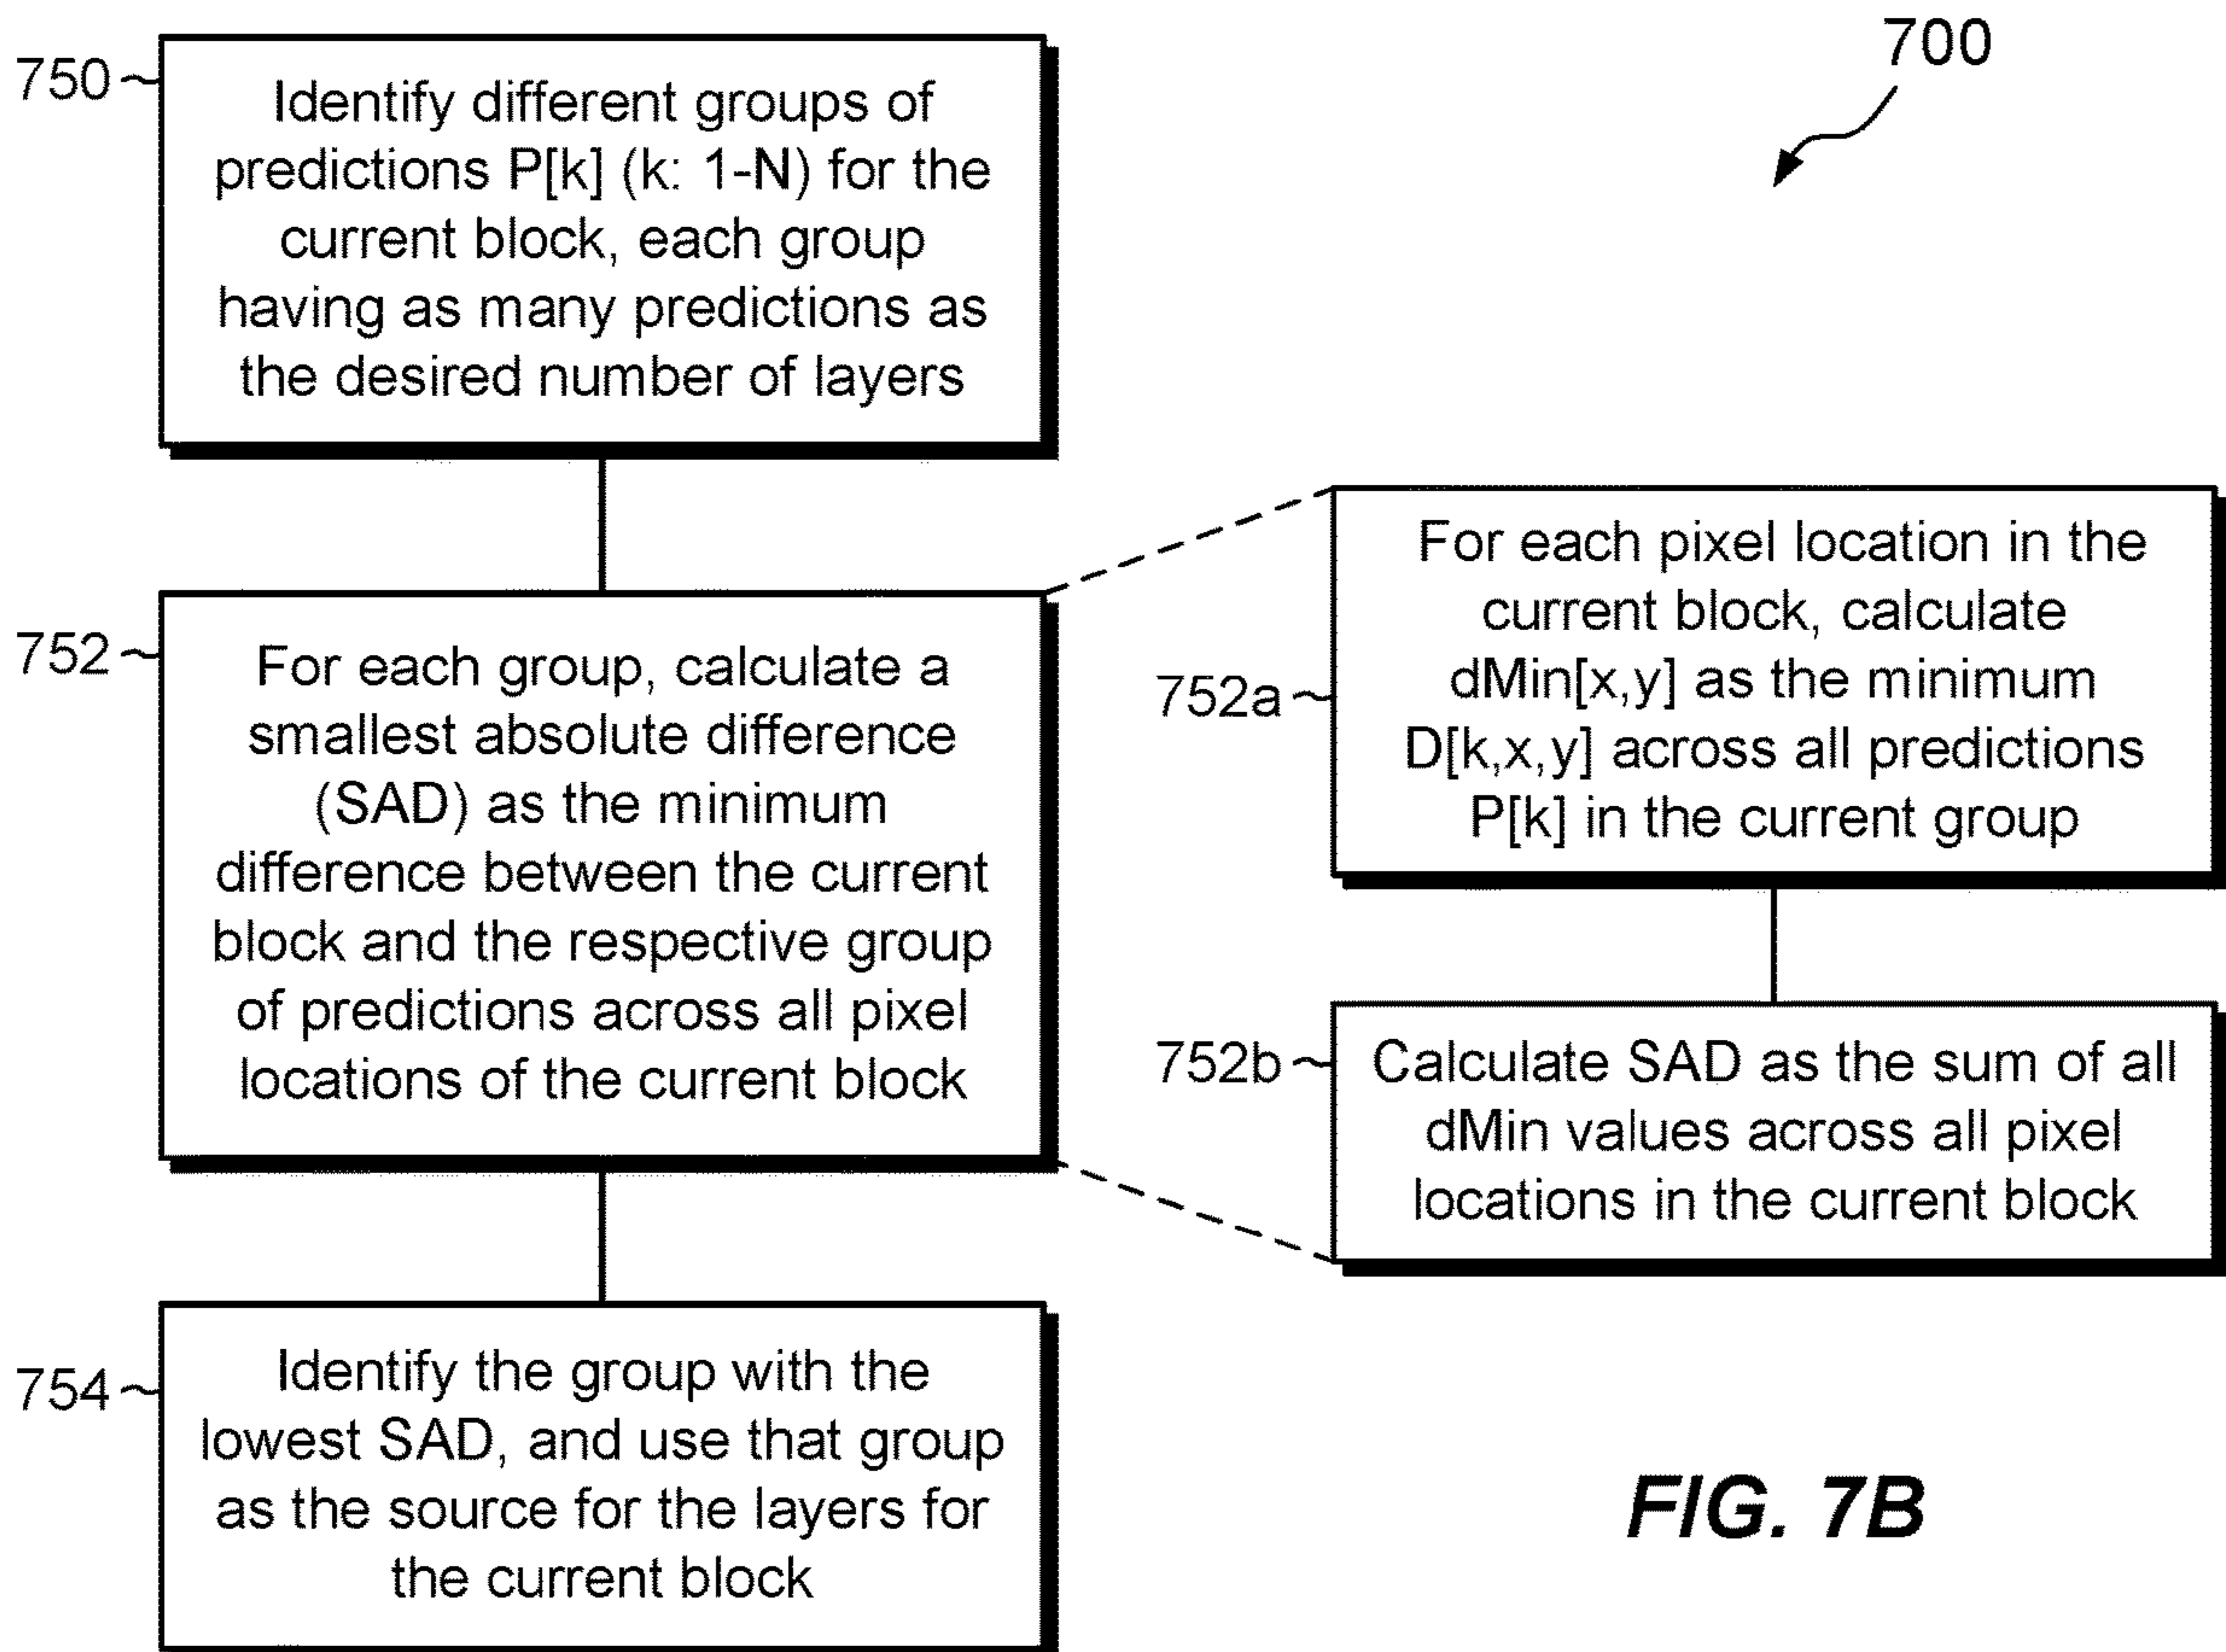 700
750
Identify different groups of
predictions P[k] (k: 1-N) for the
current block, each group
having as many predictions as
the desired number of layers
752
For each group, calculate a
smallest absolute difference
(SAD) as the minimum
difference between the current
block and the respective group
of predictions across all pixel
locations of the current block
752a
For each pixel location in the
current block, calculate
dMin[x,y] as the minimum
D[k,x,y] across all predictions
P[k] in the current group
752b
Calculate SAD as the sum of all
dMin values across all pixel
locations in the current block
754
Identify the group with the
lowest SAD, and use that group
as the source for the layers for
the current block
FIG. 7B